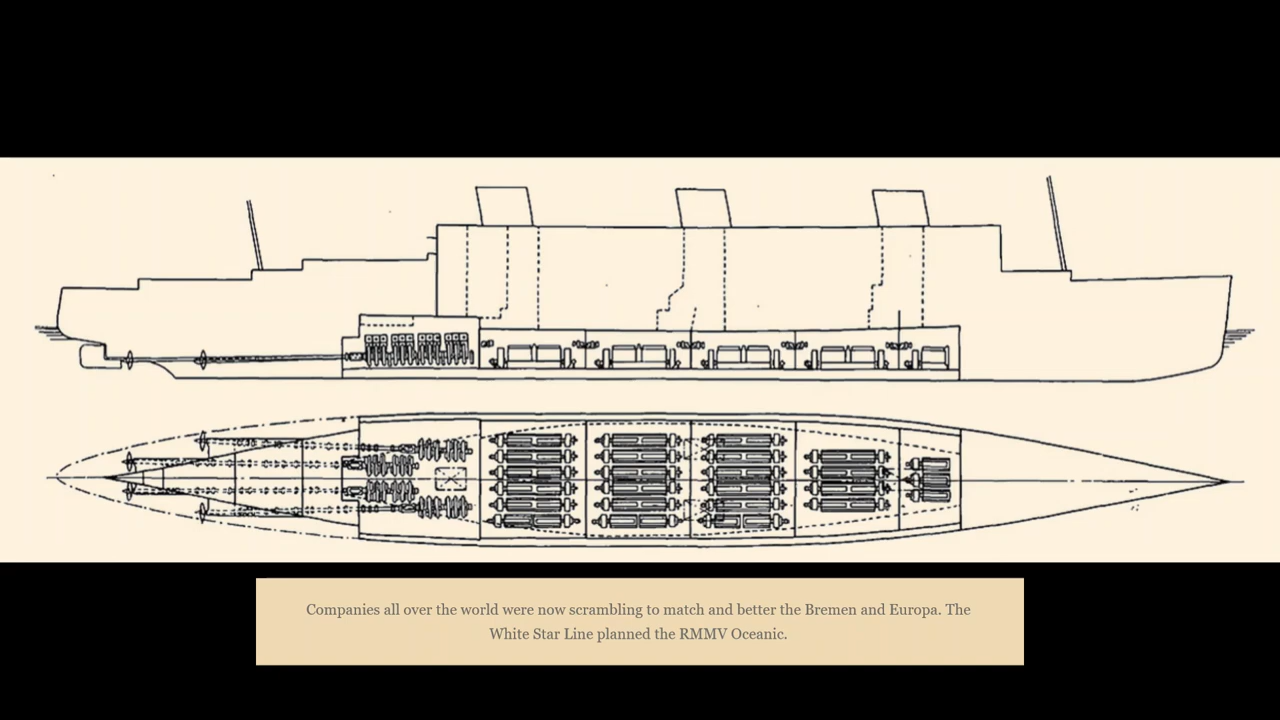 Companies all over the world were now scrambling to match and better the Bremen and Europa. The
White Star Line planned the RMMV Oceanic.